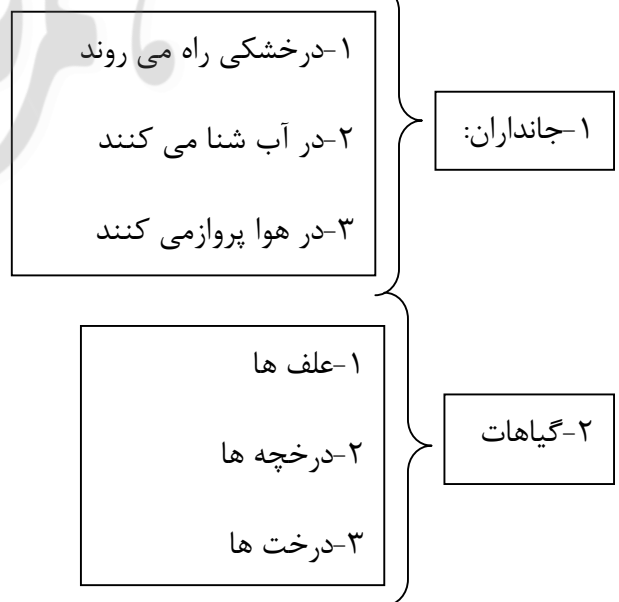 ۱-جانداران:
۱-درخشکی راه می روند
۲-در آب شنا می کنند
۳-در هوا پروازمی کنند
۲-گیاهات
۱-علف ها
۲-درخچه ها
۳-درخت ها